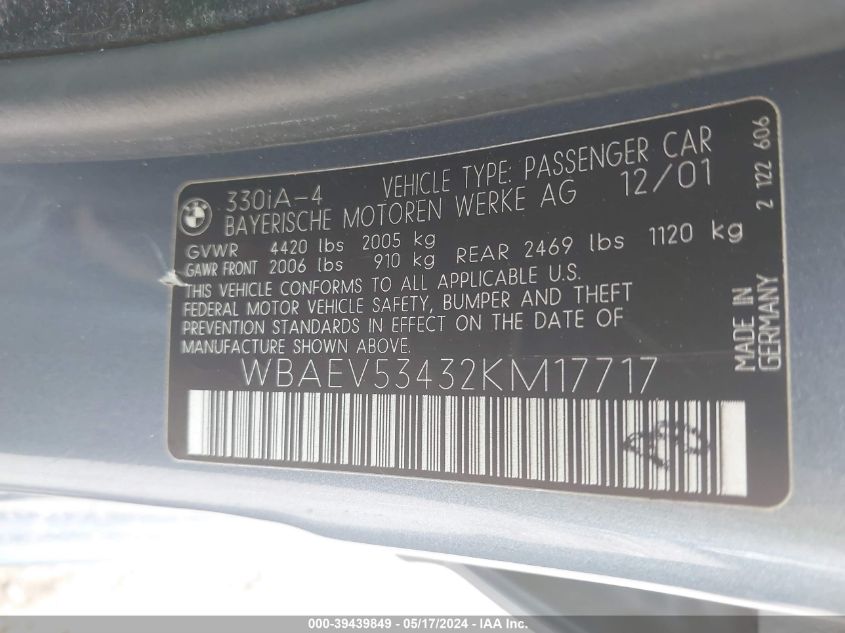 330iA-4 VEHICLE TYPE: PASSENGER CAR
BAYERISCHE MOTOREN WERKE AG 12/01
GVWR 4420 lbs 2005 kg
GAWR FRONT 2006 lbs 910 kg REAR 2469 lbs 1120 kg
THIS VEHICLE CONFORMS TO ALL APPLICABLE U.S.
FEDERAL MOTOR VEHICLE SAFETY, BUMPER AND THEFT
PREVENTION STANDARDS IN EFFECT ON THE DATE OF
MANUFACTURE SHOWN ABOVE.
WBAEV53432KM17717
MADE IN
GERMANY
2 122 606
000-39439849 - 05/17/2024 - IAA Inc.